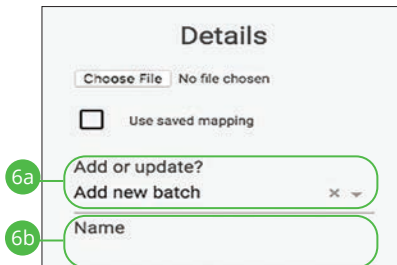 Details
Choose File No file chosen
Use saved mapping
6a
Add or update?
Add new batch × 
6b
Name